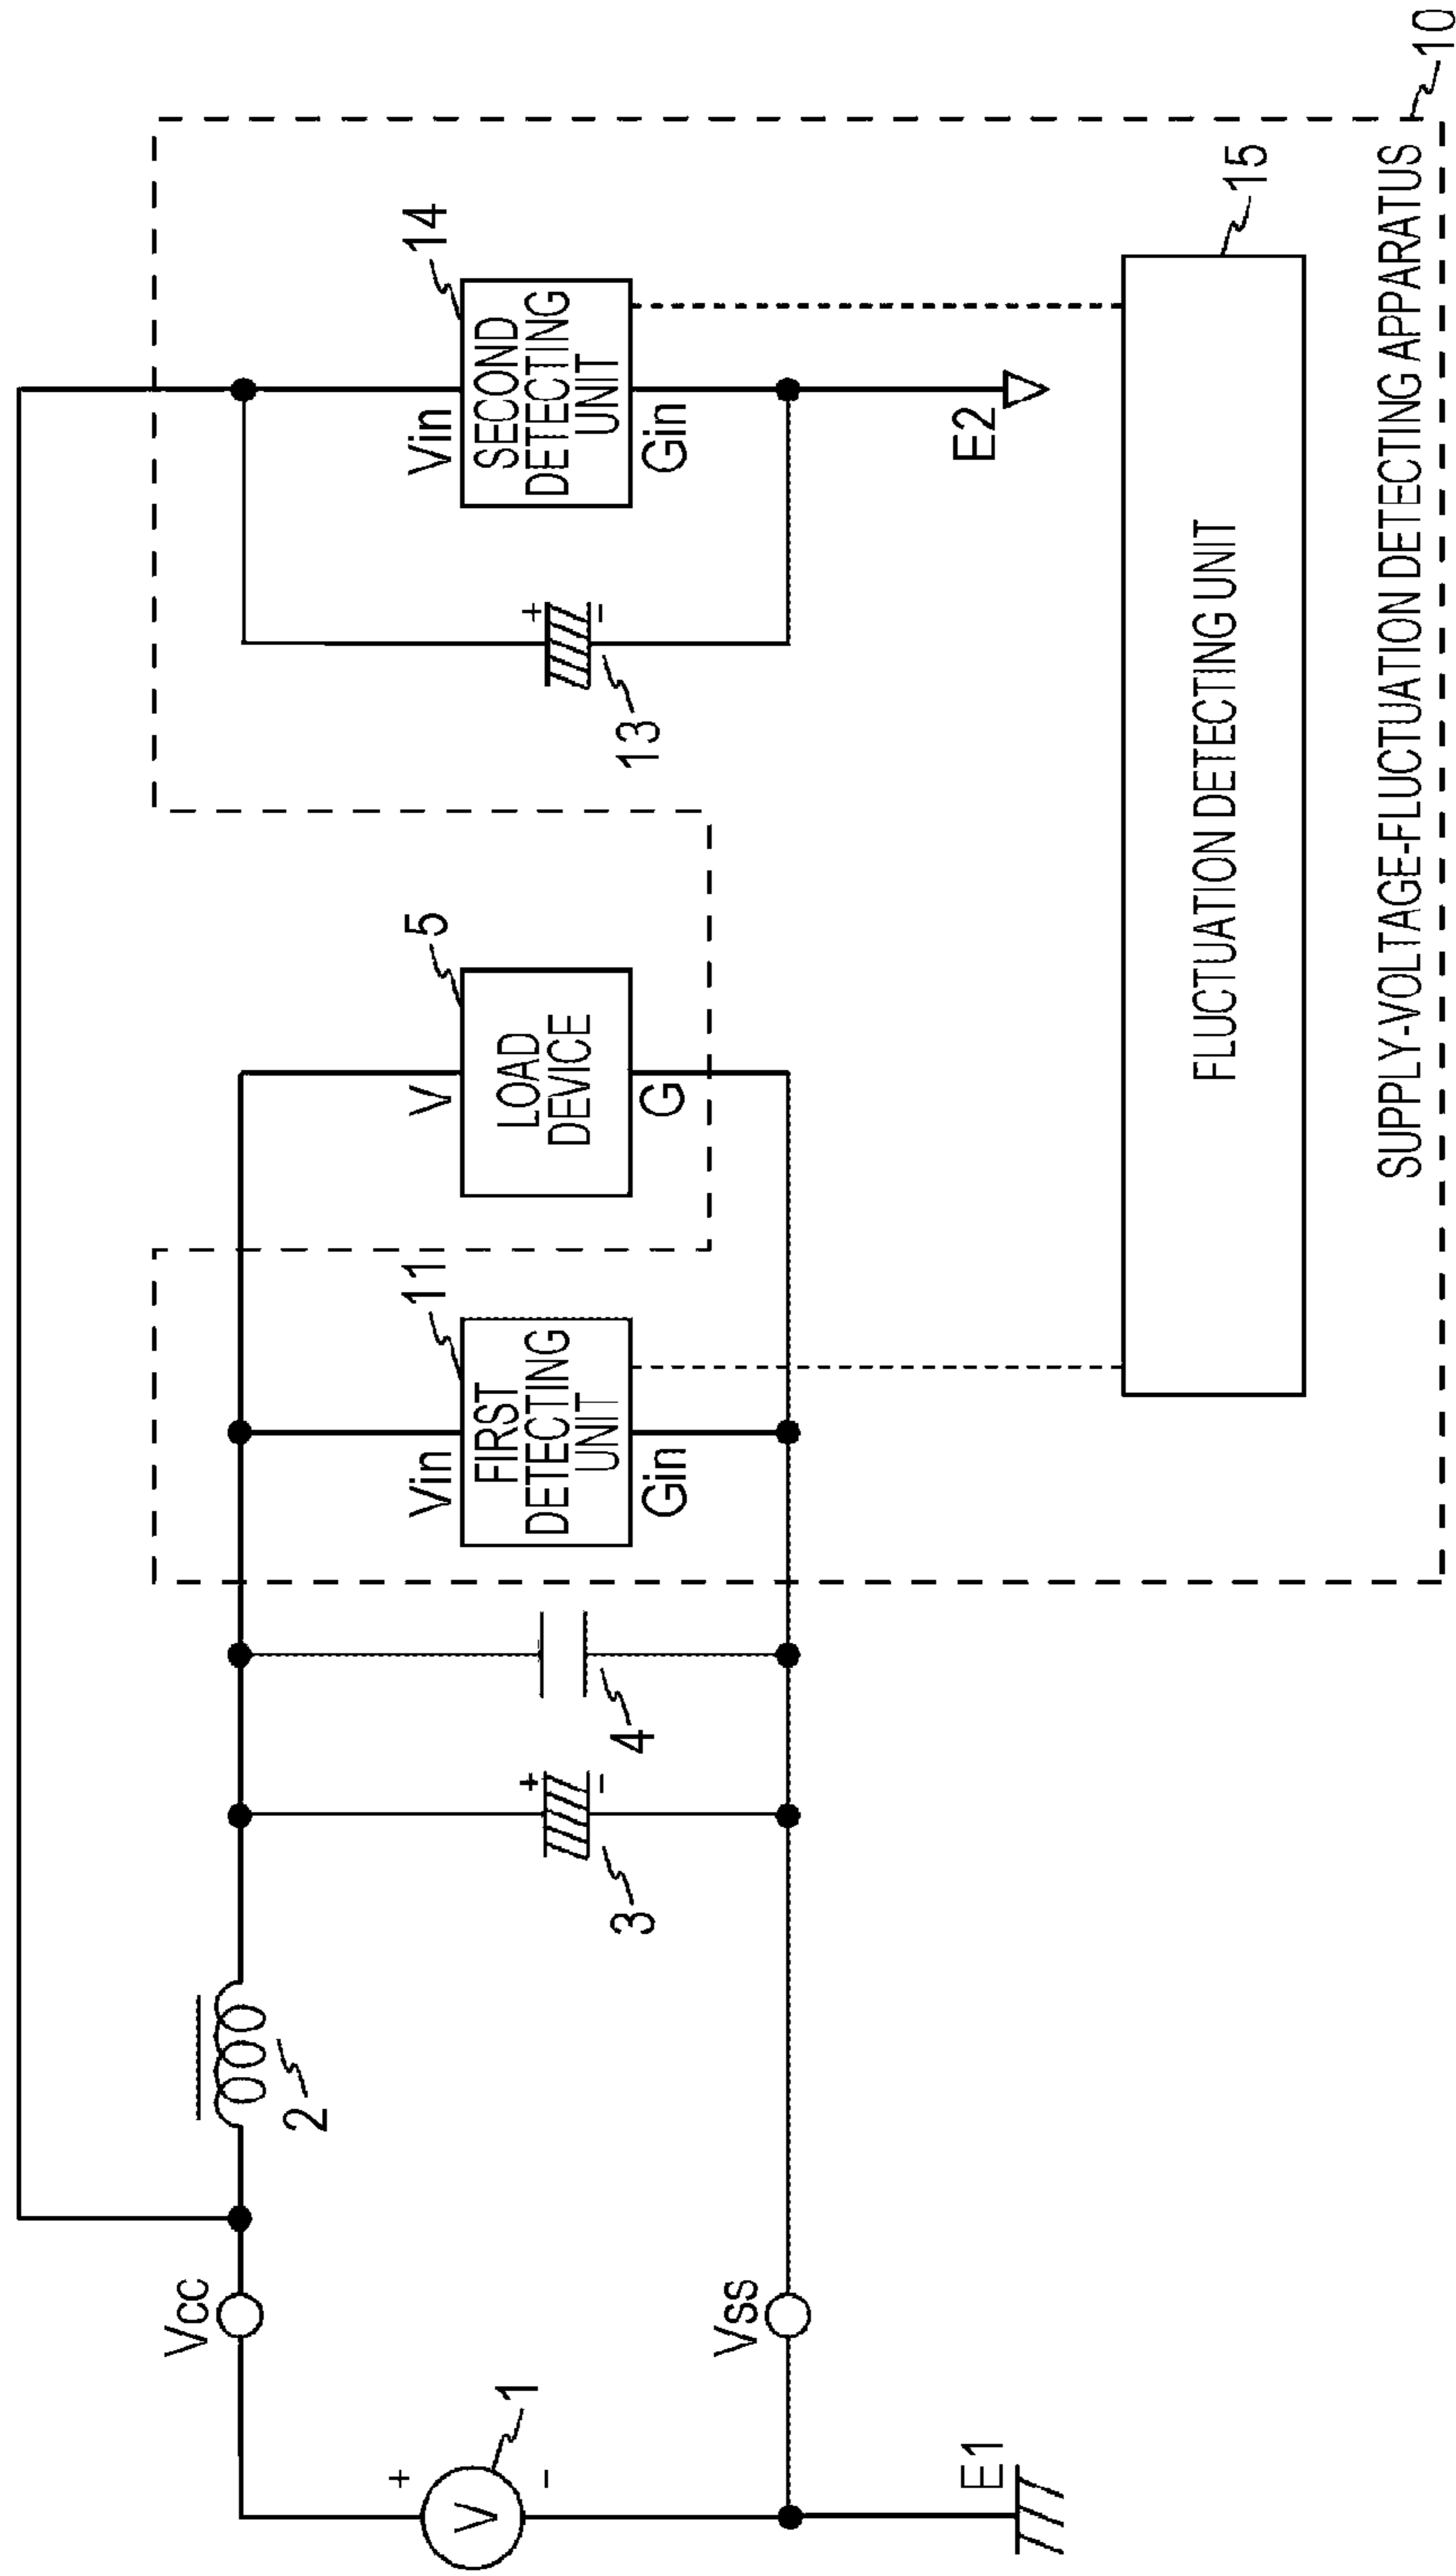 Vcc
2
V
+
-
1
Vss
E1
+
-
3
4
Vin
FIRST
DETECTING
UNIT
11
Gin
V
LOAD
DEVICE
5
G
+
-
13
Vin
SECOND
DETECTING
UNIT
14
Gin
E2
FLUCTUATION DETECTING UNIT
15
SUPPLY-VOLTAGE-FLUCTUATION DETECTING APPARATUS
10